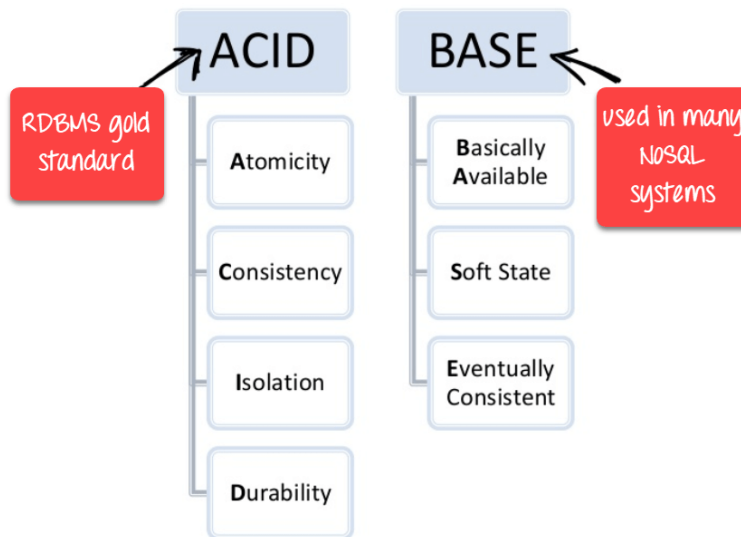 ACID
BASE
RDBMS gold
standard
used in many
NoSQL
systems
Atomicity
Consistency
Isolation
Durability
Basically
Available
Soft State
Eventually
Consistent